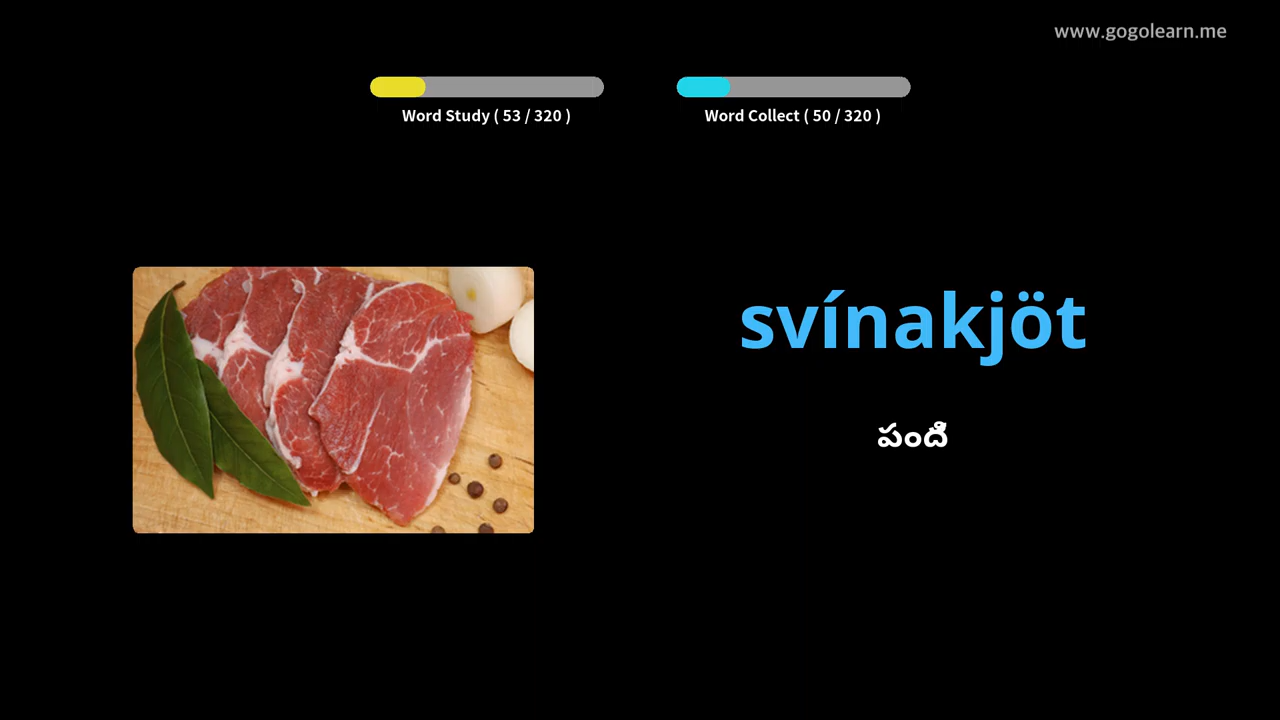 www.gogolearn.me
Word Study ( 53 / 320 )
Word Collect ( 50 / 320 )
svínakjöt
పంది